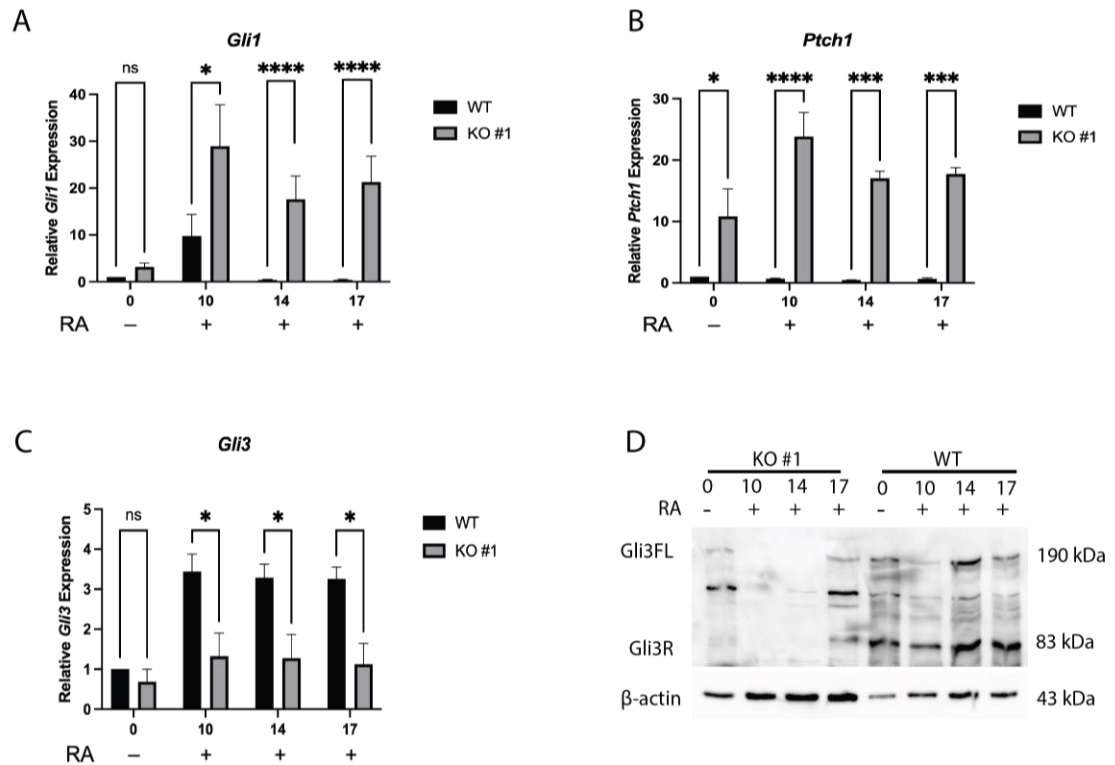 A
Gli1
ns * **** ****
Relative Gli1 Expression
40
30
20
10
0
0 10 14 17
RA – + + +
WT
KO #1
B
Ptch1
* **** *** ***
Relative Ptch1 Expression
30
20
10
0
0 10 14 17
RA – + + +
WT
KO #1
C
Gli3
ns * * *
Relative Gli3 Expression
5
4
3
2
1
0
0 10 14 17
RA – + + +
WT
KO #1
D
KO #1 WT
0 10 14 17 0 10 14 17
RA - + + + - + + +
Gli3FL 190 kDa
Gli3R 83 kDa
β-actin 43 kDa